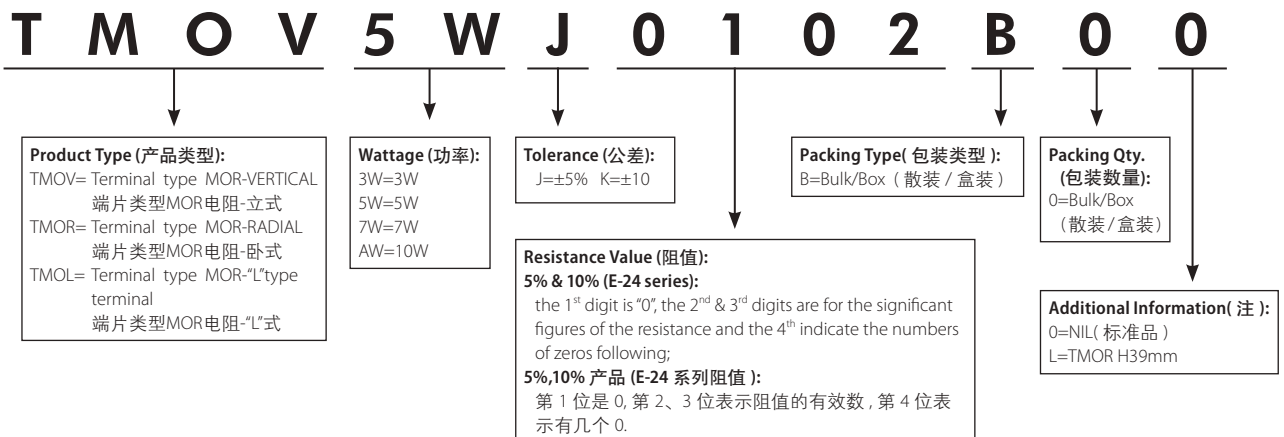 T M O V 5 W J 0 1 0 2 B 0 0
Product Type (产品类型):
TMOV= Terminal type MOR-VERTICAL
端片类型MOR电阻-立式
TMOR= Terminal type MOR-RADIAL
端片类型MOR电阻-卧式
TMOL= Terminal type MOR-“L”type
terminal
端片类型MOR电阻-“L”式
Wattage (功率):
3W=3W
5W=5W
7W=7W
AW=10W
Tolerance (公差):
J=±5% K=±10
Resistance Value (阻值):
5% & 10% (E-24 series):
the 1st digit is “0”, the 2nd & 3rd digits are for the significant
figures of the resistance and the 4th indicate the numbers
of zeros following;
5%,10% 产品 (E-24 系列阻值 ):
第 1 位是 0, 第 2、3 位表示阻值的有效数 , 第 4 位表
示有几个 0.
Packing Type( 包装类型 ):
B=Bulk/Box ( 散装 / 盒装 )
Packing Qty.
(包装数量):
0=Bulk/Box
(散装/盒装)
Additional Information( 注 ):
0=NIL( 标准品 )
L=TMOR H39mm